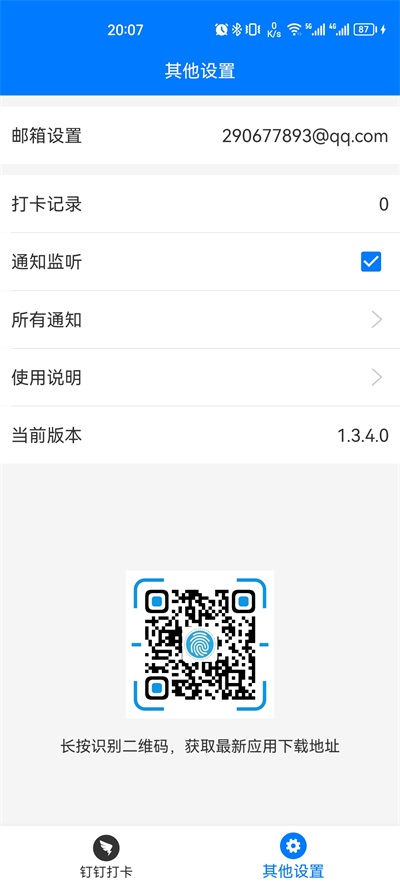 20:07
0
K/s
5G
4G
87
其他设置
邮箱设置
290677893@qq.com
打卡记录
0
通知监听
所有通知
使用说明
当前版本
1.3.4.0
长按识别二维码，获取最新应用下载地址
钉钉打卡
其他设置